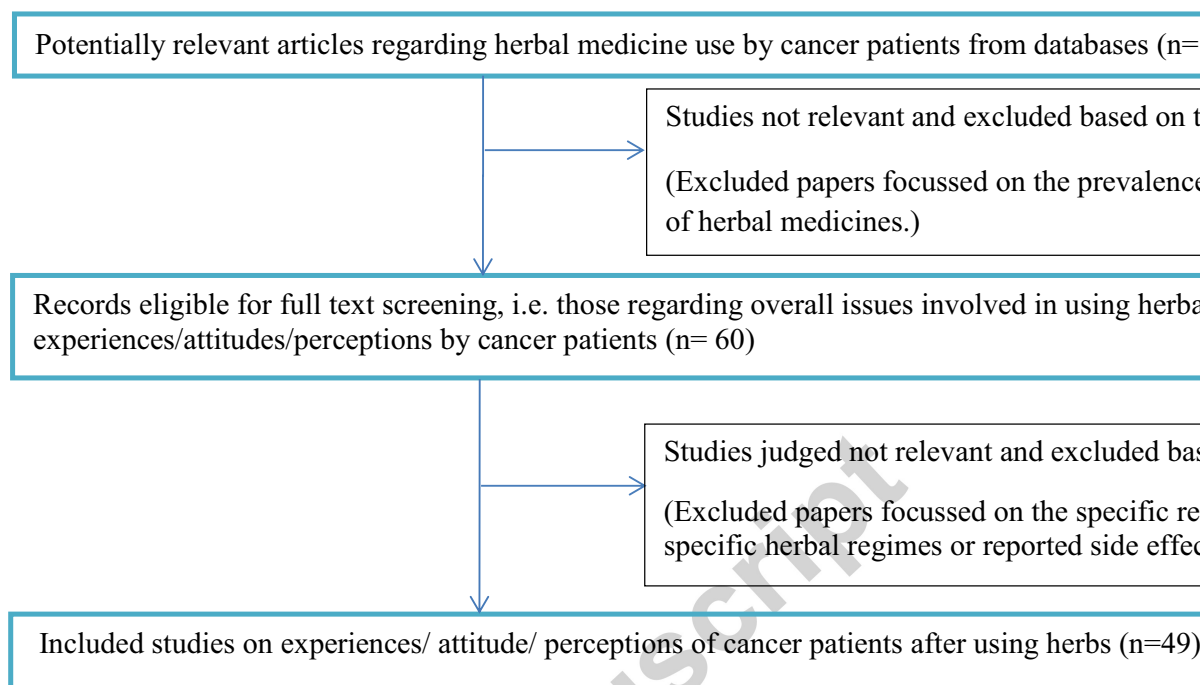 Potentially relevant articles regarding herbal medicine use by cancer patients from databases (n=
Studies not relevant and excluded based on t
(Excluded papers focussed on the prevalence
of herbal medicines.)
Records eligible for full text screening, i.e. those regarding overall issues involved in using herba
experiences/attitudes/perceptions by cancer patients (n= 60)
Studies judged not relevant and excluded bas
(Excluded papers focussed on the specific re
specific herbal regimes or reported side effec
Included studies on experiences/ attitude/ perceptions of cancer patients after using herbs (n=49)
uscript